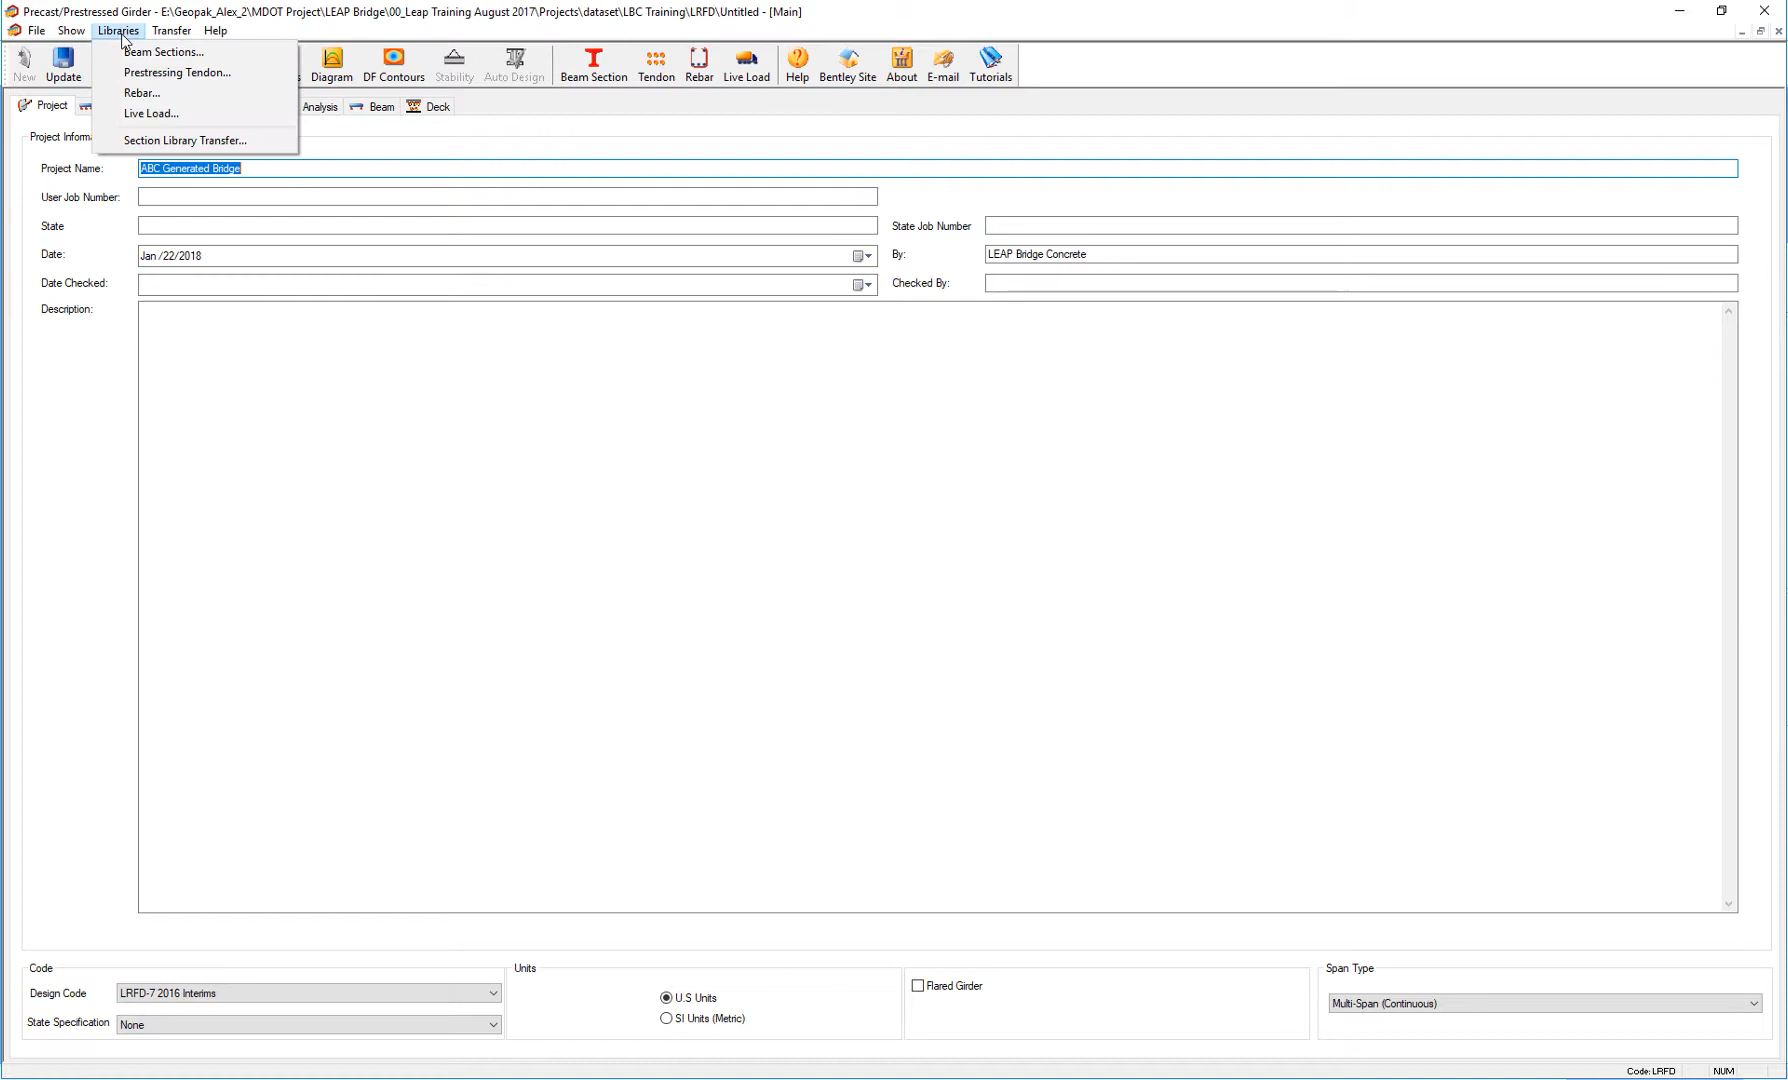 Precast/Prestressed Girder - E:\Geopak_Alex_2\MDOT Project\LEAP Bridge\00_Leap Training August 2017\Projects\dataset\LBC Training\LRFD\Untitled - [Main]
File Show Libraries Transfer Help
Beam Sections...
Prestressing Tendon...
Rebar...
Live Load...
Section Library Transfer...
New Update Diagram DF Contours Stability Auto Design Beam Section Tendon Rebar Live Load Help Bentley Site About E-mail Tutorials
Project Analysis Beam Deck
Project Informa
Project Name: ABC Generated Bridge
User Job Number:
State State Job Number
Date: Jan /22/2018 By: LEAP Bridge Concrete
Date Checked: Checked By:
Description:
Code Units Span Type
Design Code LRFD-7 2016 Interims U.S Units Flared Girder Multi-Span (Continuous)
State Specification None SI Units (Metric)
Code: LRFD NUM